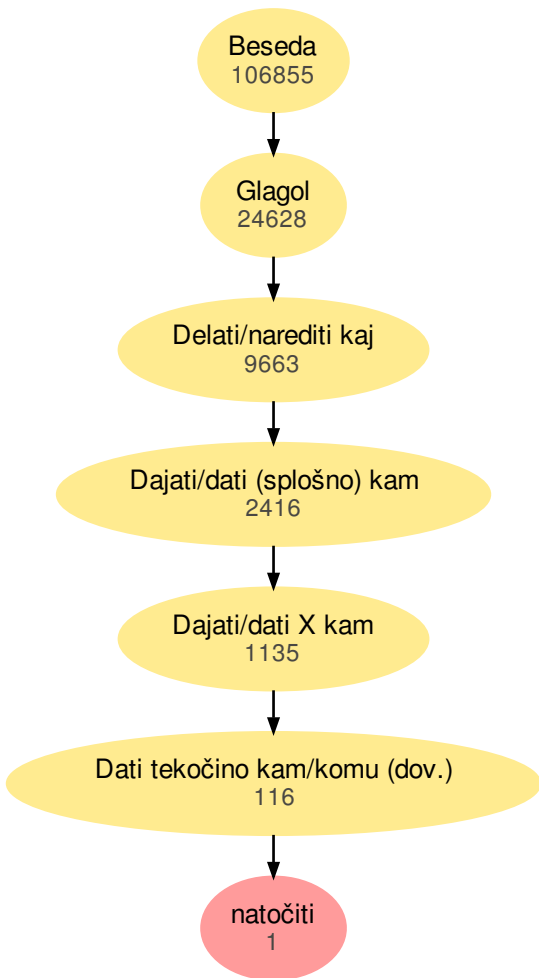 Beseda
106855
Glagol
24628
Delati/narediti kaj
9663
Dajati/dati (splošno) kam
2416
Dajati/dati X kam
1135
Dati tekočino kam/komu (dov.)
116
natočiti
1